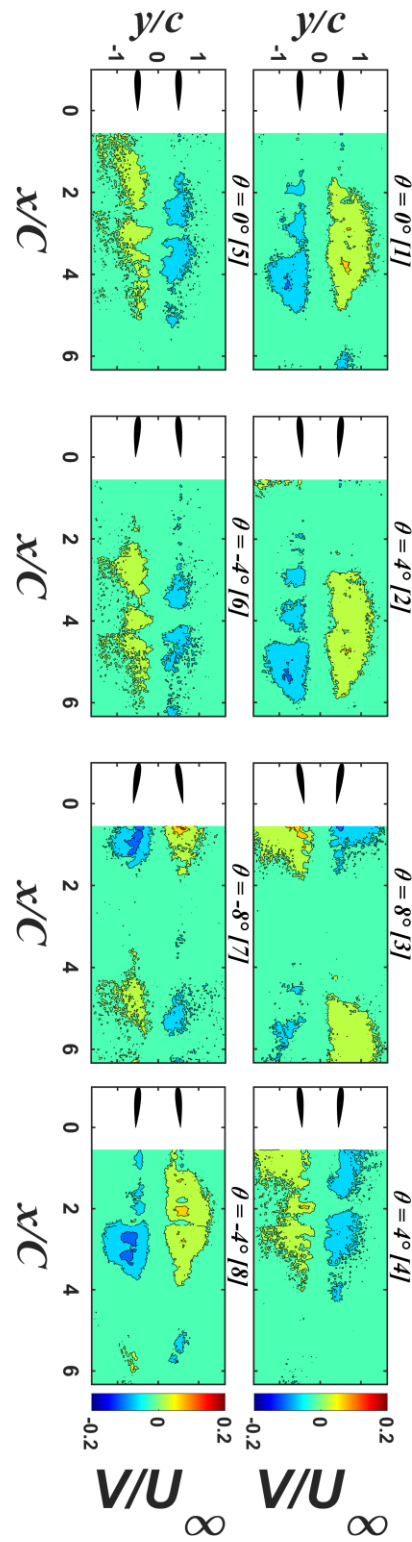 θ = 0° [1]
θ = 4° [2]
θ = 8° [3]
θ = 4° [4]
y/c
1
0
-1
0.2
0
-0.2
V/U∞
θ = 0° [5]
θ = -4° [6]
θ = -8° [7]
θ = -4° [8]
y/c
1
0
-1
0.2
0
-0.2
V/U∞
0 2 4 6
0 2 4 6
0 2 4 6
0 2 4 6
x/C
x/C
x/C
x/C